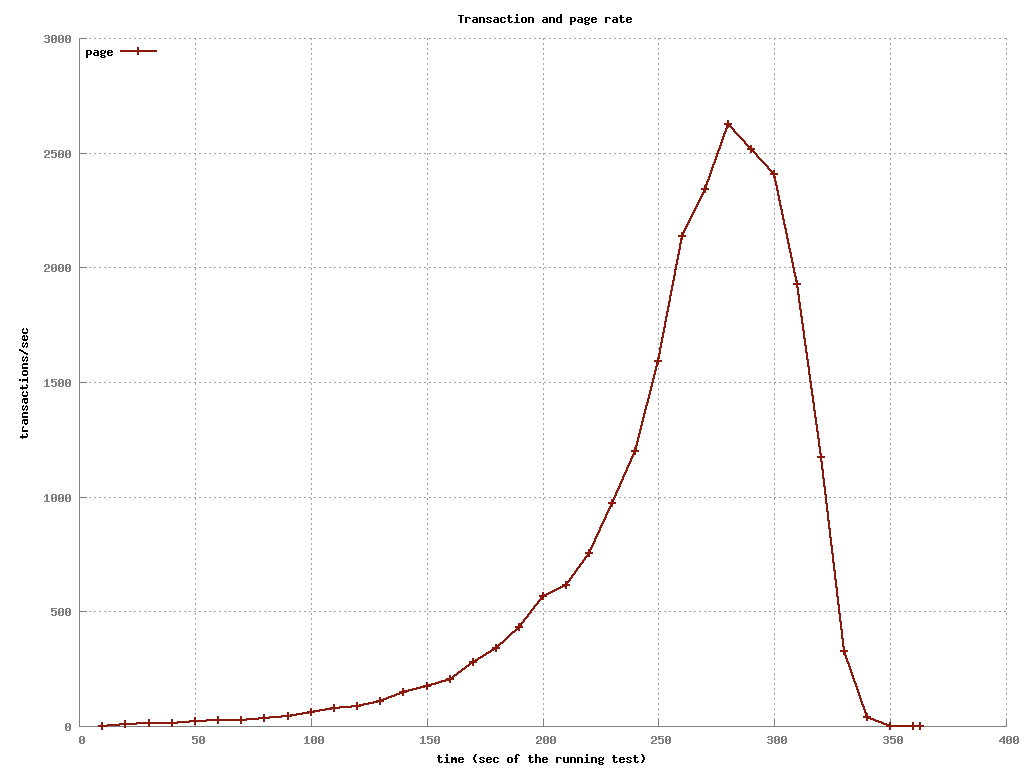 Transaction and page rate
page
3000
2500
2000
1500
1000
500
0
transactions/sec
0 50 100 150 200 250 300 350 400
time (sec of the running test)